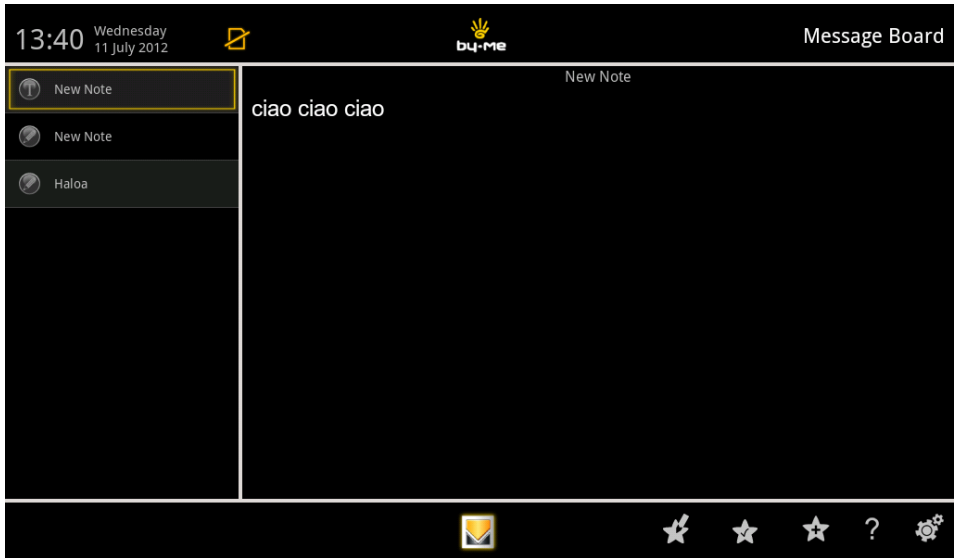 13:40 Wednesday
11 July 2012
by-me
Message Board
New Note
New Note
Haloa
New Note
ciao ciao ciao
?